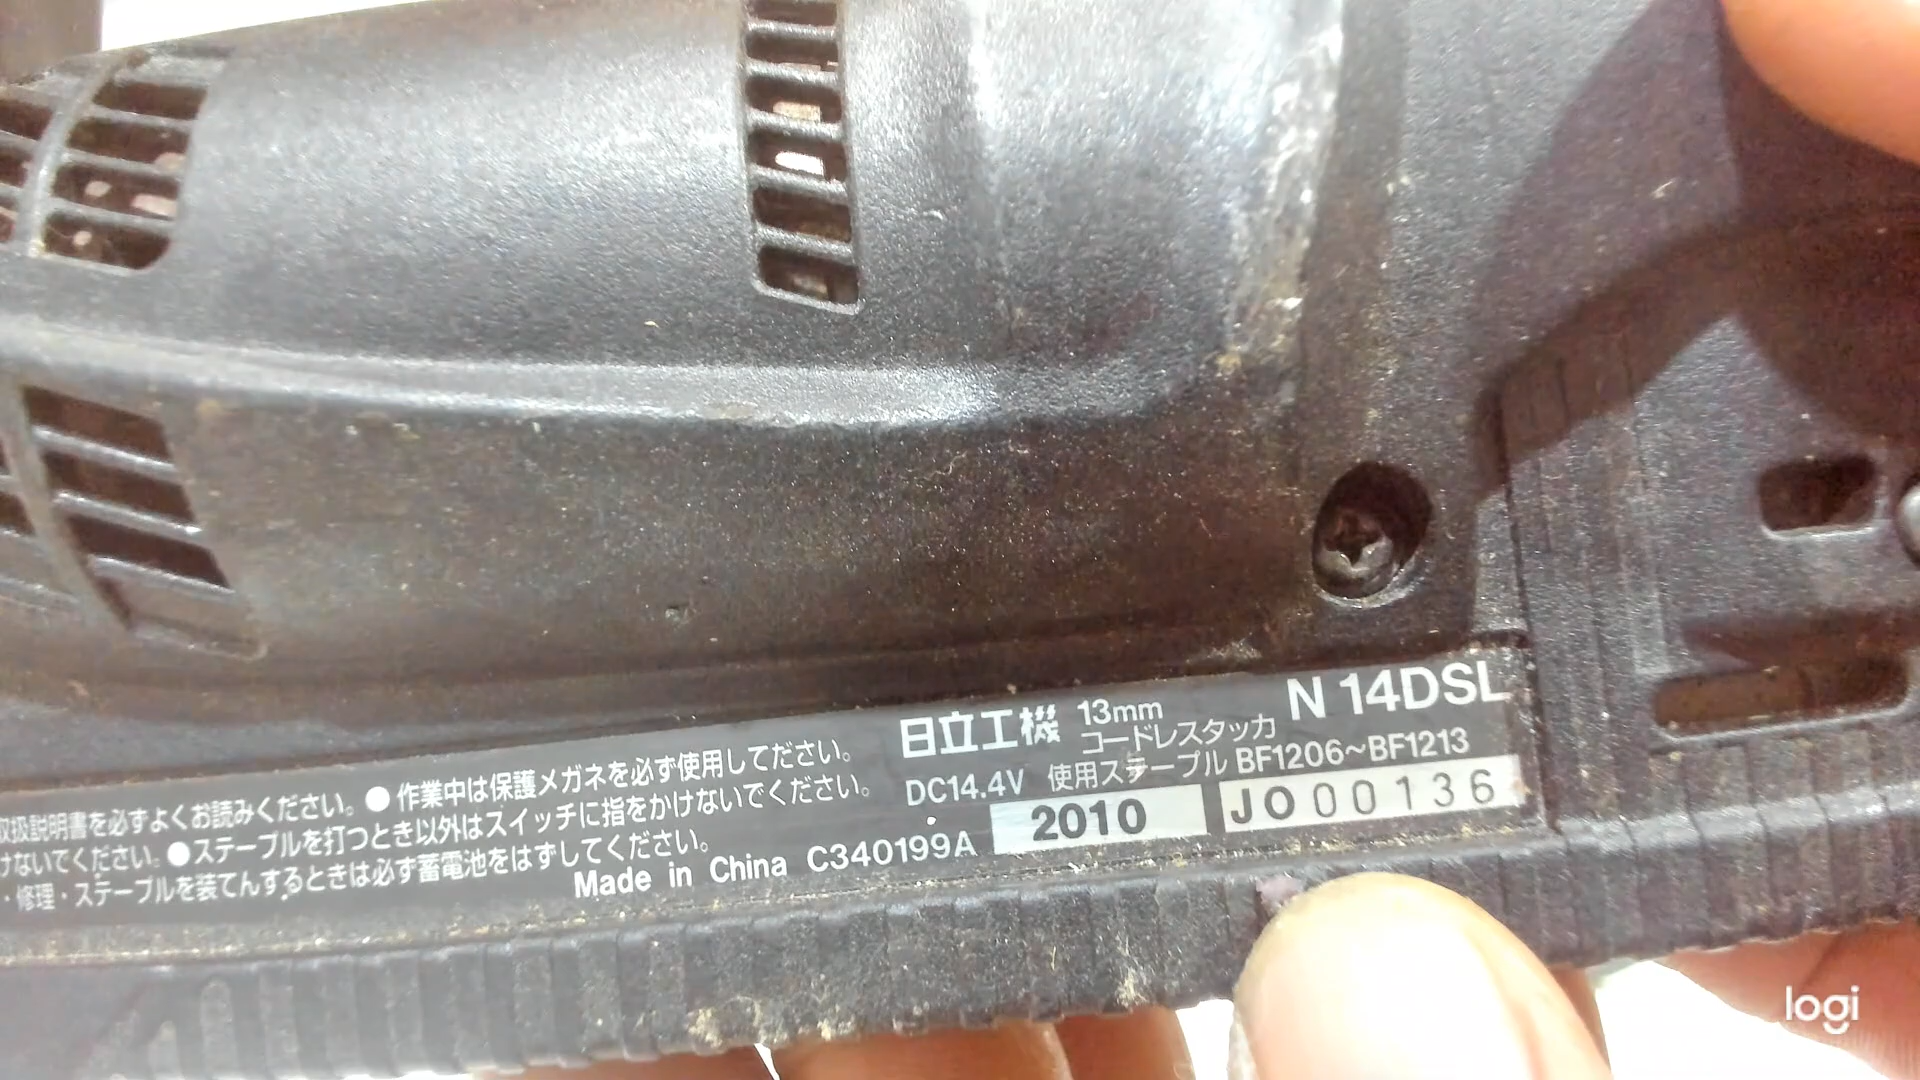 取扱説明書を必ずよくお読みください。 ● 作業中は保護メガネを必ず使用してださい。
けないでください。 ● ステープルを打つとき以外はスイッチに指をかけないでください。
・修理・ステープルを装てんするときは必ず蓄電池をはずしてください。
Made in China C340199A
日立工機 13mm コードレスタッカ N 14DSL
DC14.4V 使用ステープル BF1206~BF1213
2010 JO00136
logi